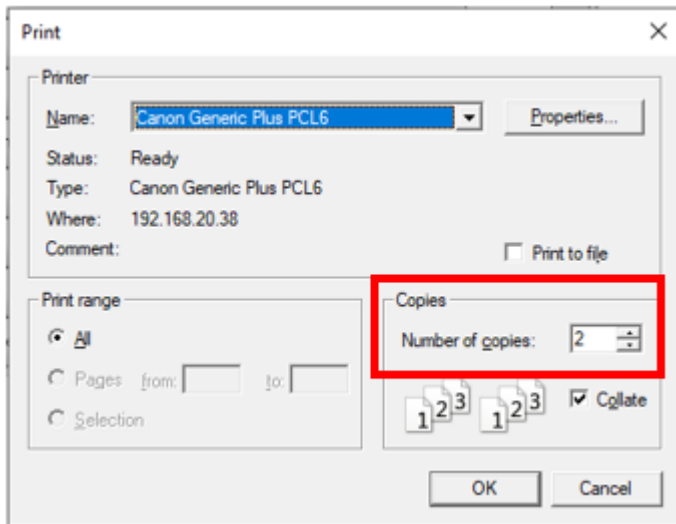 Print
Printer
Name: Canon Generic Plus PCL6 Properties...
Status: Ready
Type: Canon Generic Plus PCL6
Where: 192.168.20.38
Comment:
Print to file
Print range
All
Pages from: to:
Selection
Copies
Number of copies: 2
1 2 3 1 2 3 Collate
OK Cancel